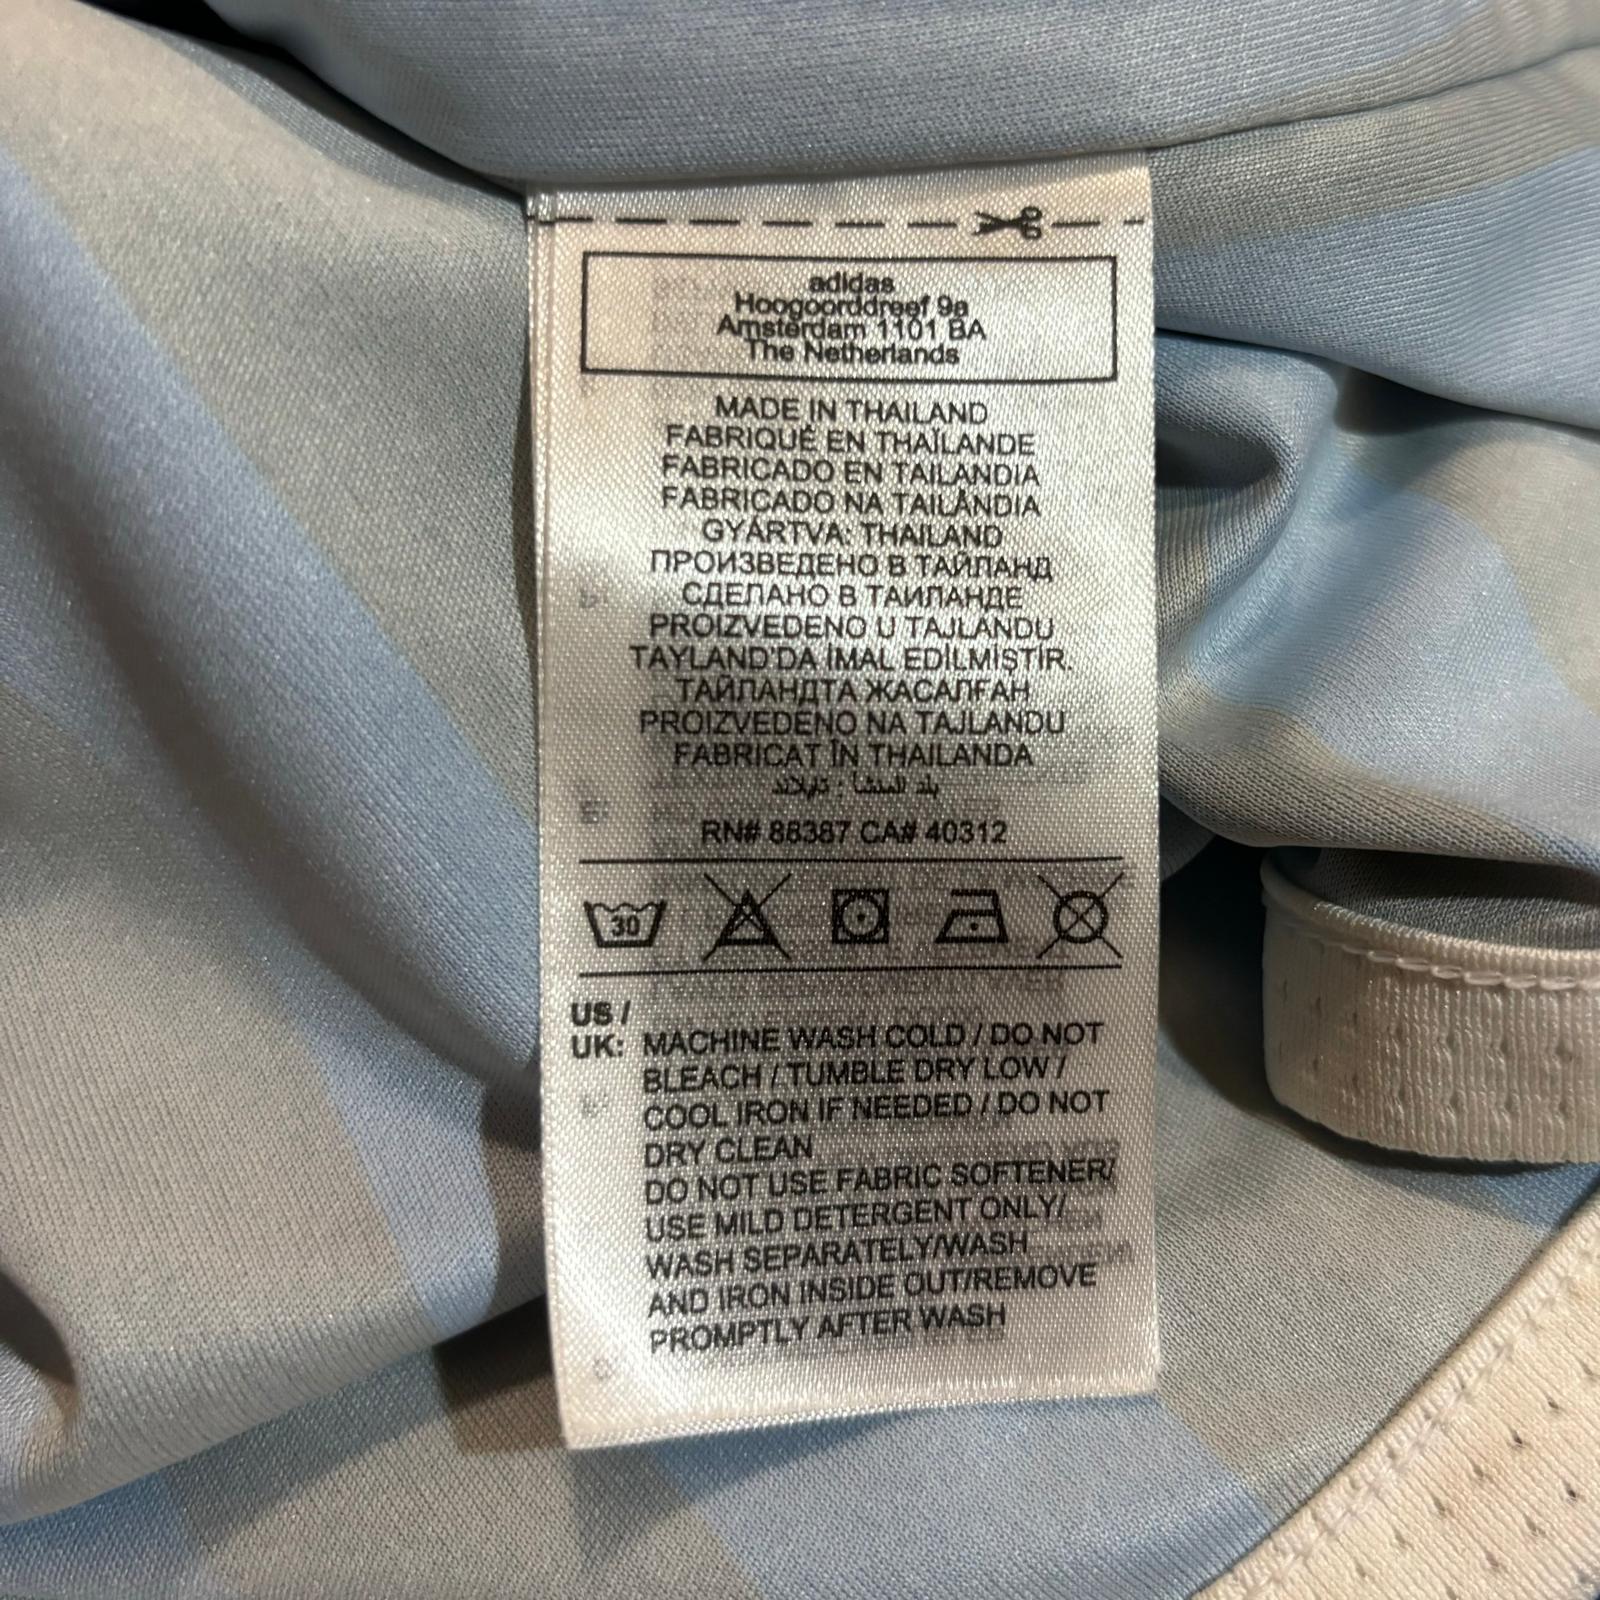 adidas
Hoogoorddreef 9a
Amsterdam 1101 BA
The Netherlands
MADE IN THAILAND
FABRIQUÉ EN THAÏLANDE
FABRICADO EN TAILANDIA
FABRICADO NA TAILÂNDIA
GYÁRTVA: THAILAND
ПРОИЗВЕДЕНО В ТАЙЛАНД
СДЕЛАНО В ТАИЛАНДЕ
PROIZVEDENO U TAJLANDU
TAYLAND'DA İMAL EDİLMİŞTİR.
ТАЙЛАНДТА ЖАСАЛҒАН
PROIZVEDENO NA TAJLANDU
FABRICAT ÎN THAILANDA
بلد المنشأ : تايلاند
RN# 88387 CA# 40312
30
US /
UK: MACHINE WASH COLD / DO NOT
BLEACH / TUMBLE DRY LOW /
COOL IRON IF NEEDED / DO NOT
DRY CLEAN
DO NOT USE FABRIC SOFTENER/
USE MILD DETERGENT ONLY/
WASH SEPARATELY/WASH
AND IRON INSIDE OUT/REMOVE
PROMPTLY AFTER WASH